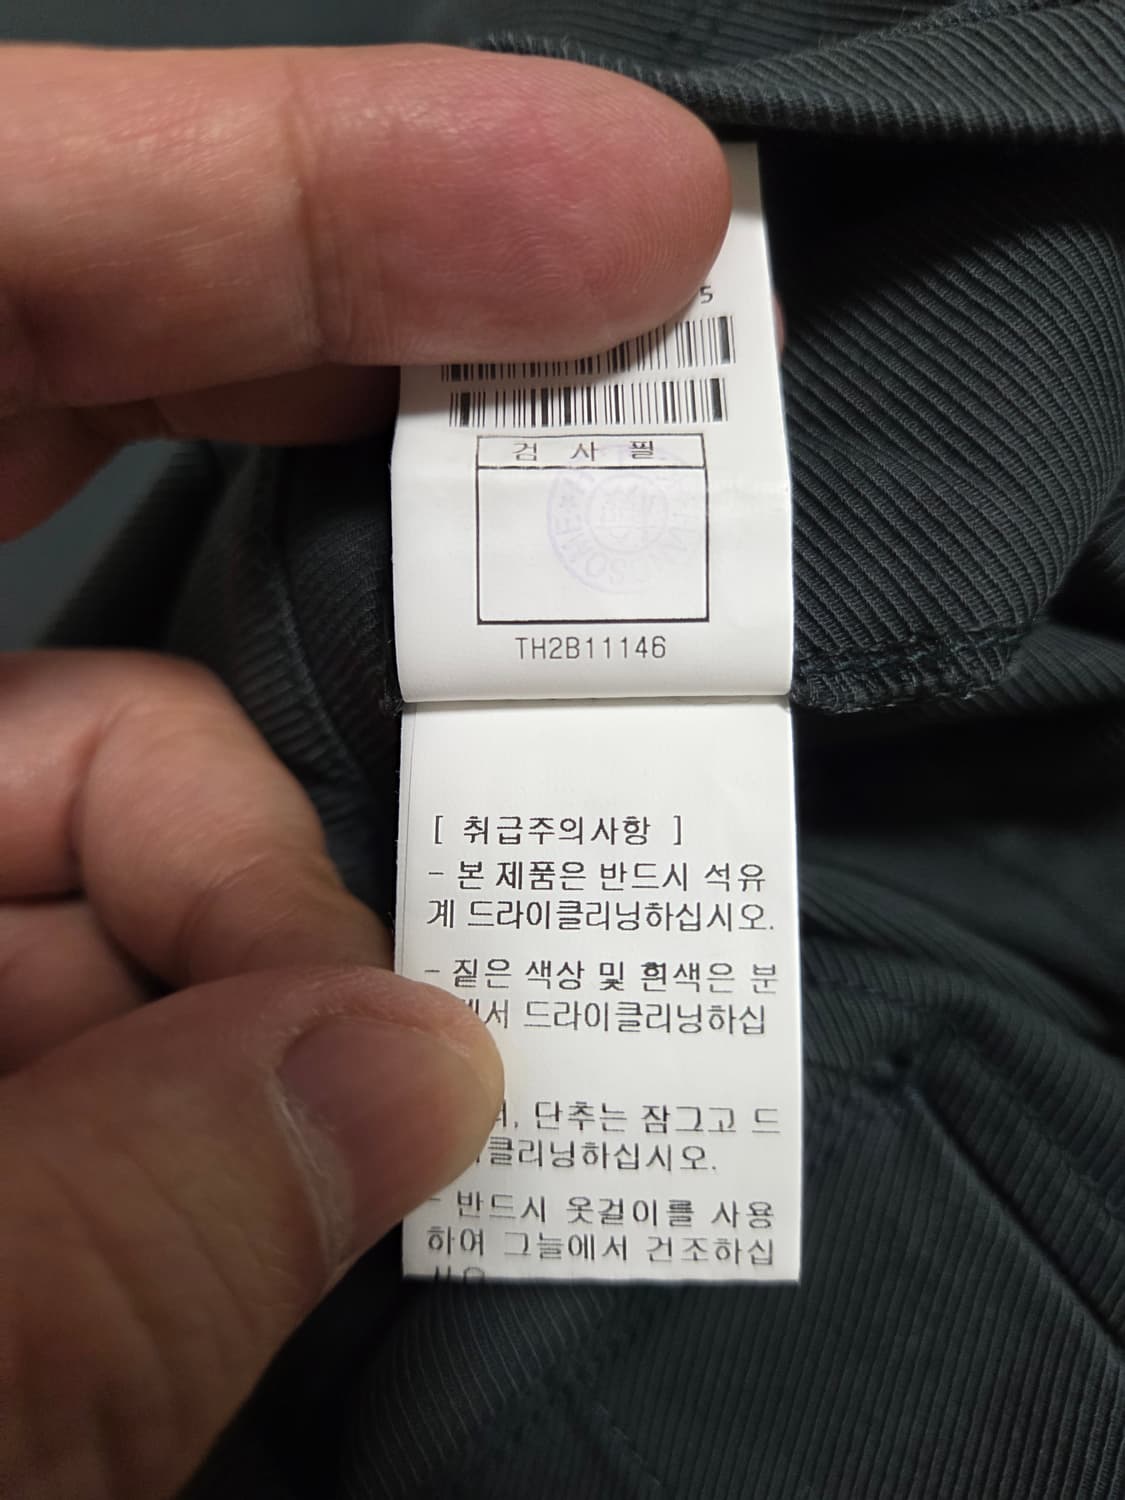 5
검 사 필
HANDSOME
TH2B11146
[ 취급주의사항 ]
- 본 제품은 반드시 석유
계 드라이클리닝하십시오.
- 짙은 색상 및 흰색은 분
서 드라이클리닝하십
단추는 잠그고 드
클리닝하십시오.
- 반드시 옷걸이를 사용
하여 그늘에서 건조하십